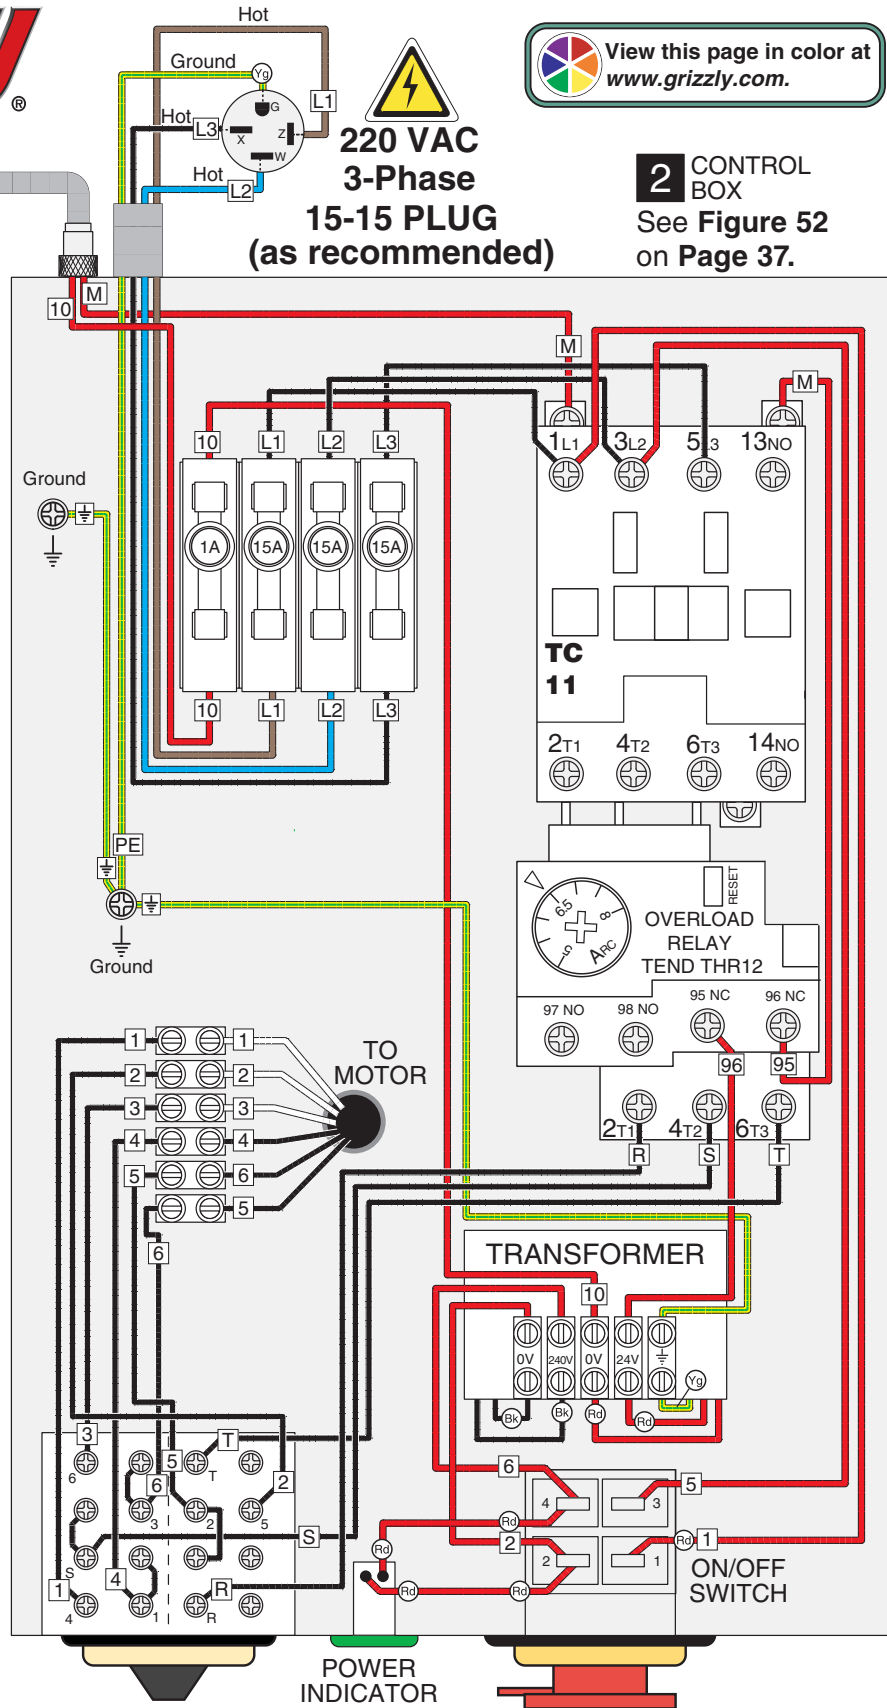 Hot
View this page in color at
www.grizzly.com.
®
Ground
Yg
G
L1
Hot
L3
X
Z
W
Hot
L2
220 VAC
3-Phase
15-15 PLUG
(as recommended)
2 CONTROL
BOX
See Figure 52
on Page 37.
M
10
M
M
10
L1
L2
L3
1L1
3L2
5L3
13NO
Ground
1A
15A
15A
15A
TC
11
10
L1
L2
L3
2T1
4T2
6T3
14NO
PE
Ground
RESET
6.5
8
5
ARC
OVERLOAD
RELAY
TEND THR12
97 NO
98 NO
95 NC
96 NC
96
95
1
1
2
2
3
3
4
4
5
6
5
6
TO
MOTOR
2T1
4T2
6T3
R
S
T
TRANSFORMER
10
0V
240V
0V
24V
Yg
Bk
Bk
Rd
Rd
3
T
6
5
T
6
2
3
2
5
S
S
1
4
R
4
1
R
6
5
4
3
Rd
2
Rd
1
Rd
2
1
Rd
Rd
ON/OFF
SWITCH
POWER
INDICATOR